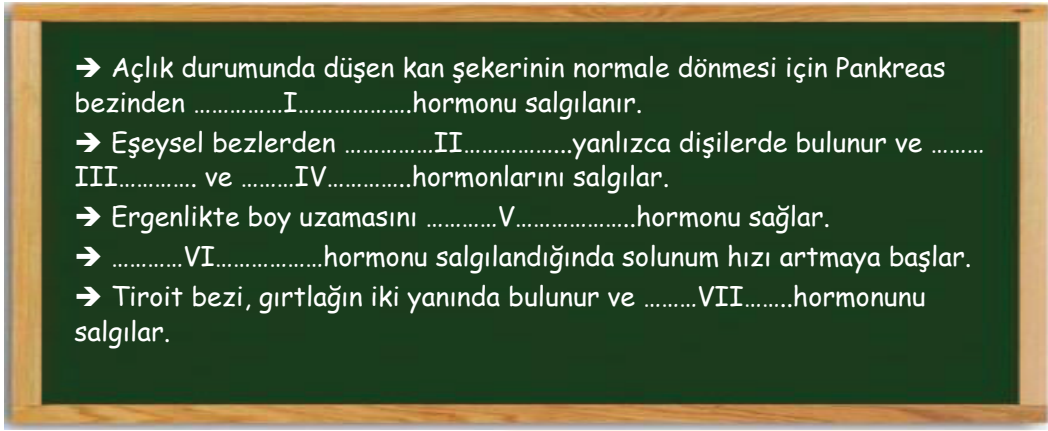 ➔ Açlık durumunda düşen kan şekerinin normale dönmesi için Pankreas
bezinden ……………I……………….hormonu salgılanır.
➔ Eşeysel bezlerden ……………II……………...yanlızca dişilerde bulunur ve ………
III…………. ve ………IV…………..hormonlarını salgılar.
➔ Ergenlikte boy uzamasını …………V………………..hormonu sağlar.
➔ …………VI………………hormonu salgılandığında solunum hızı artmaya başlar.
➔ Tiroit bezi, gırtlağın iki yanında bulunur ve ………VII……..hormonunu
salgılar.